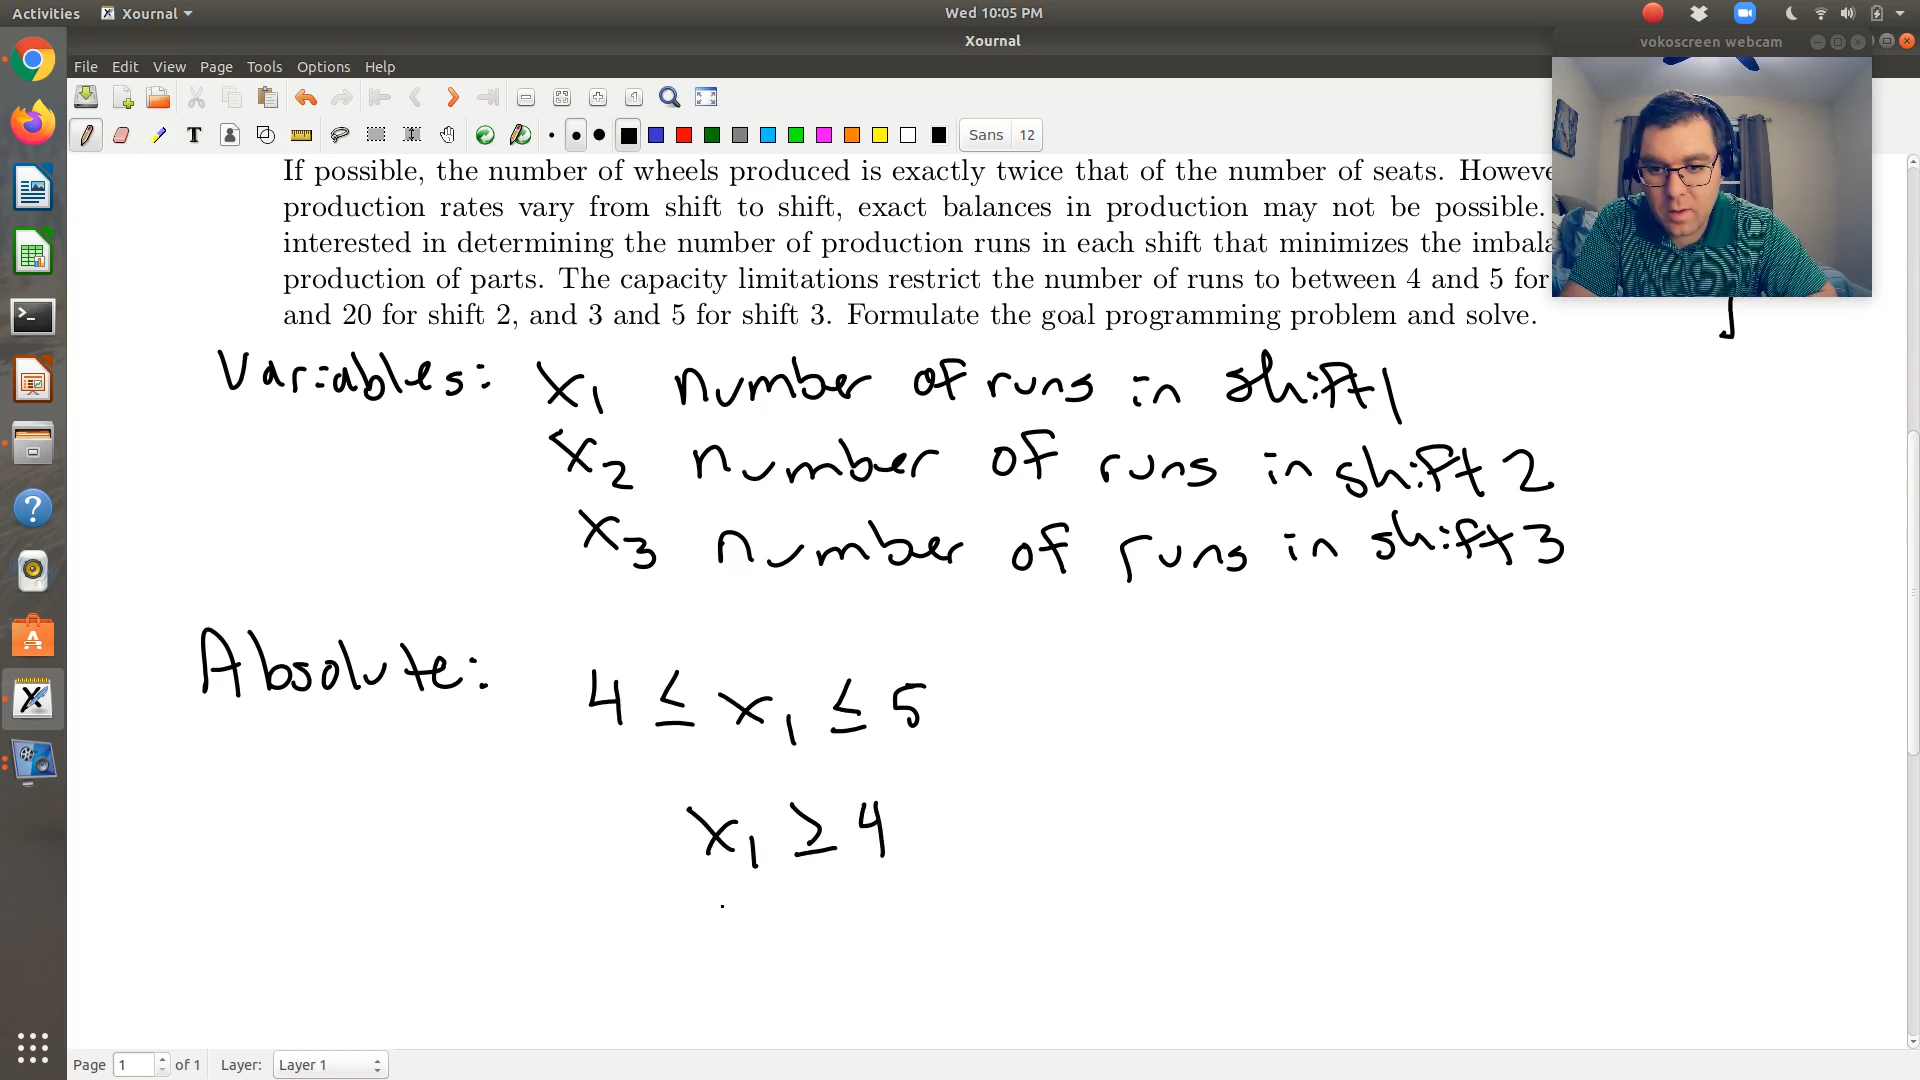 Activities Xournal Wed 10:05 PM
Xournal
vokoscreen webcam
File Edit View Page Tools Options Help
Sans 12
If possible, the number of wheels produced is exactly twice that of the number of seats.
production rates vary from shift to shift, exact balances in production may not be possible.
interested in determining the number of production runs in each shift that minimizes the
production of parts. The capacity limitations restrict the number of runs to between 4 and 5 for
and 20 for shift 2, and 3 and 5 for shift 3. Formulate the goal programming problem and solve.
Variables: x1 number of runs in shift 1
x2 number of runs in shift 2
x3 number of runs in shift 3
Absolute:
4 ≤ x1 ≤ 5
x1 ≥ 4
Page 1 of 1 Layer: Layer 1